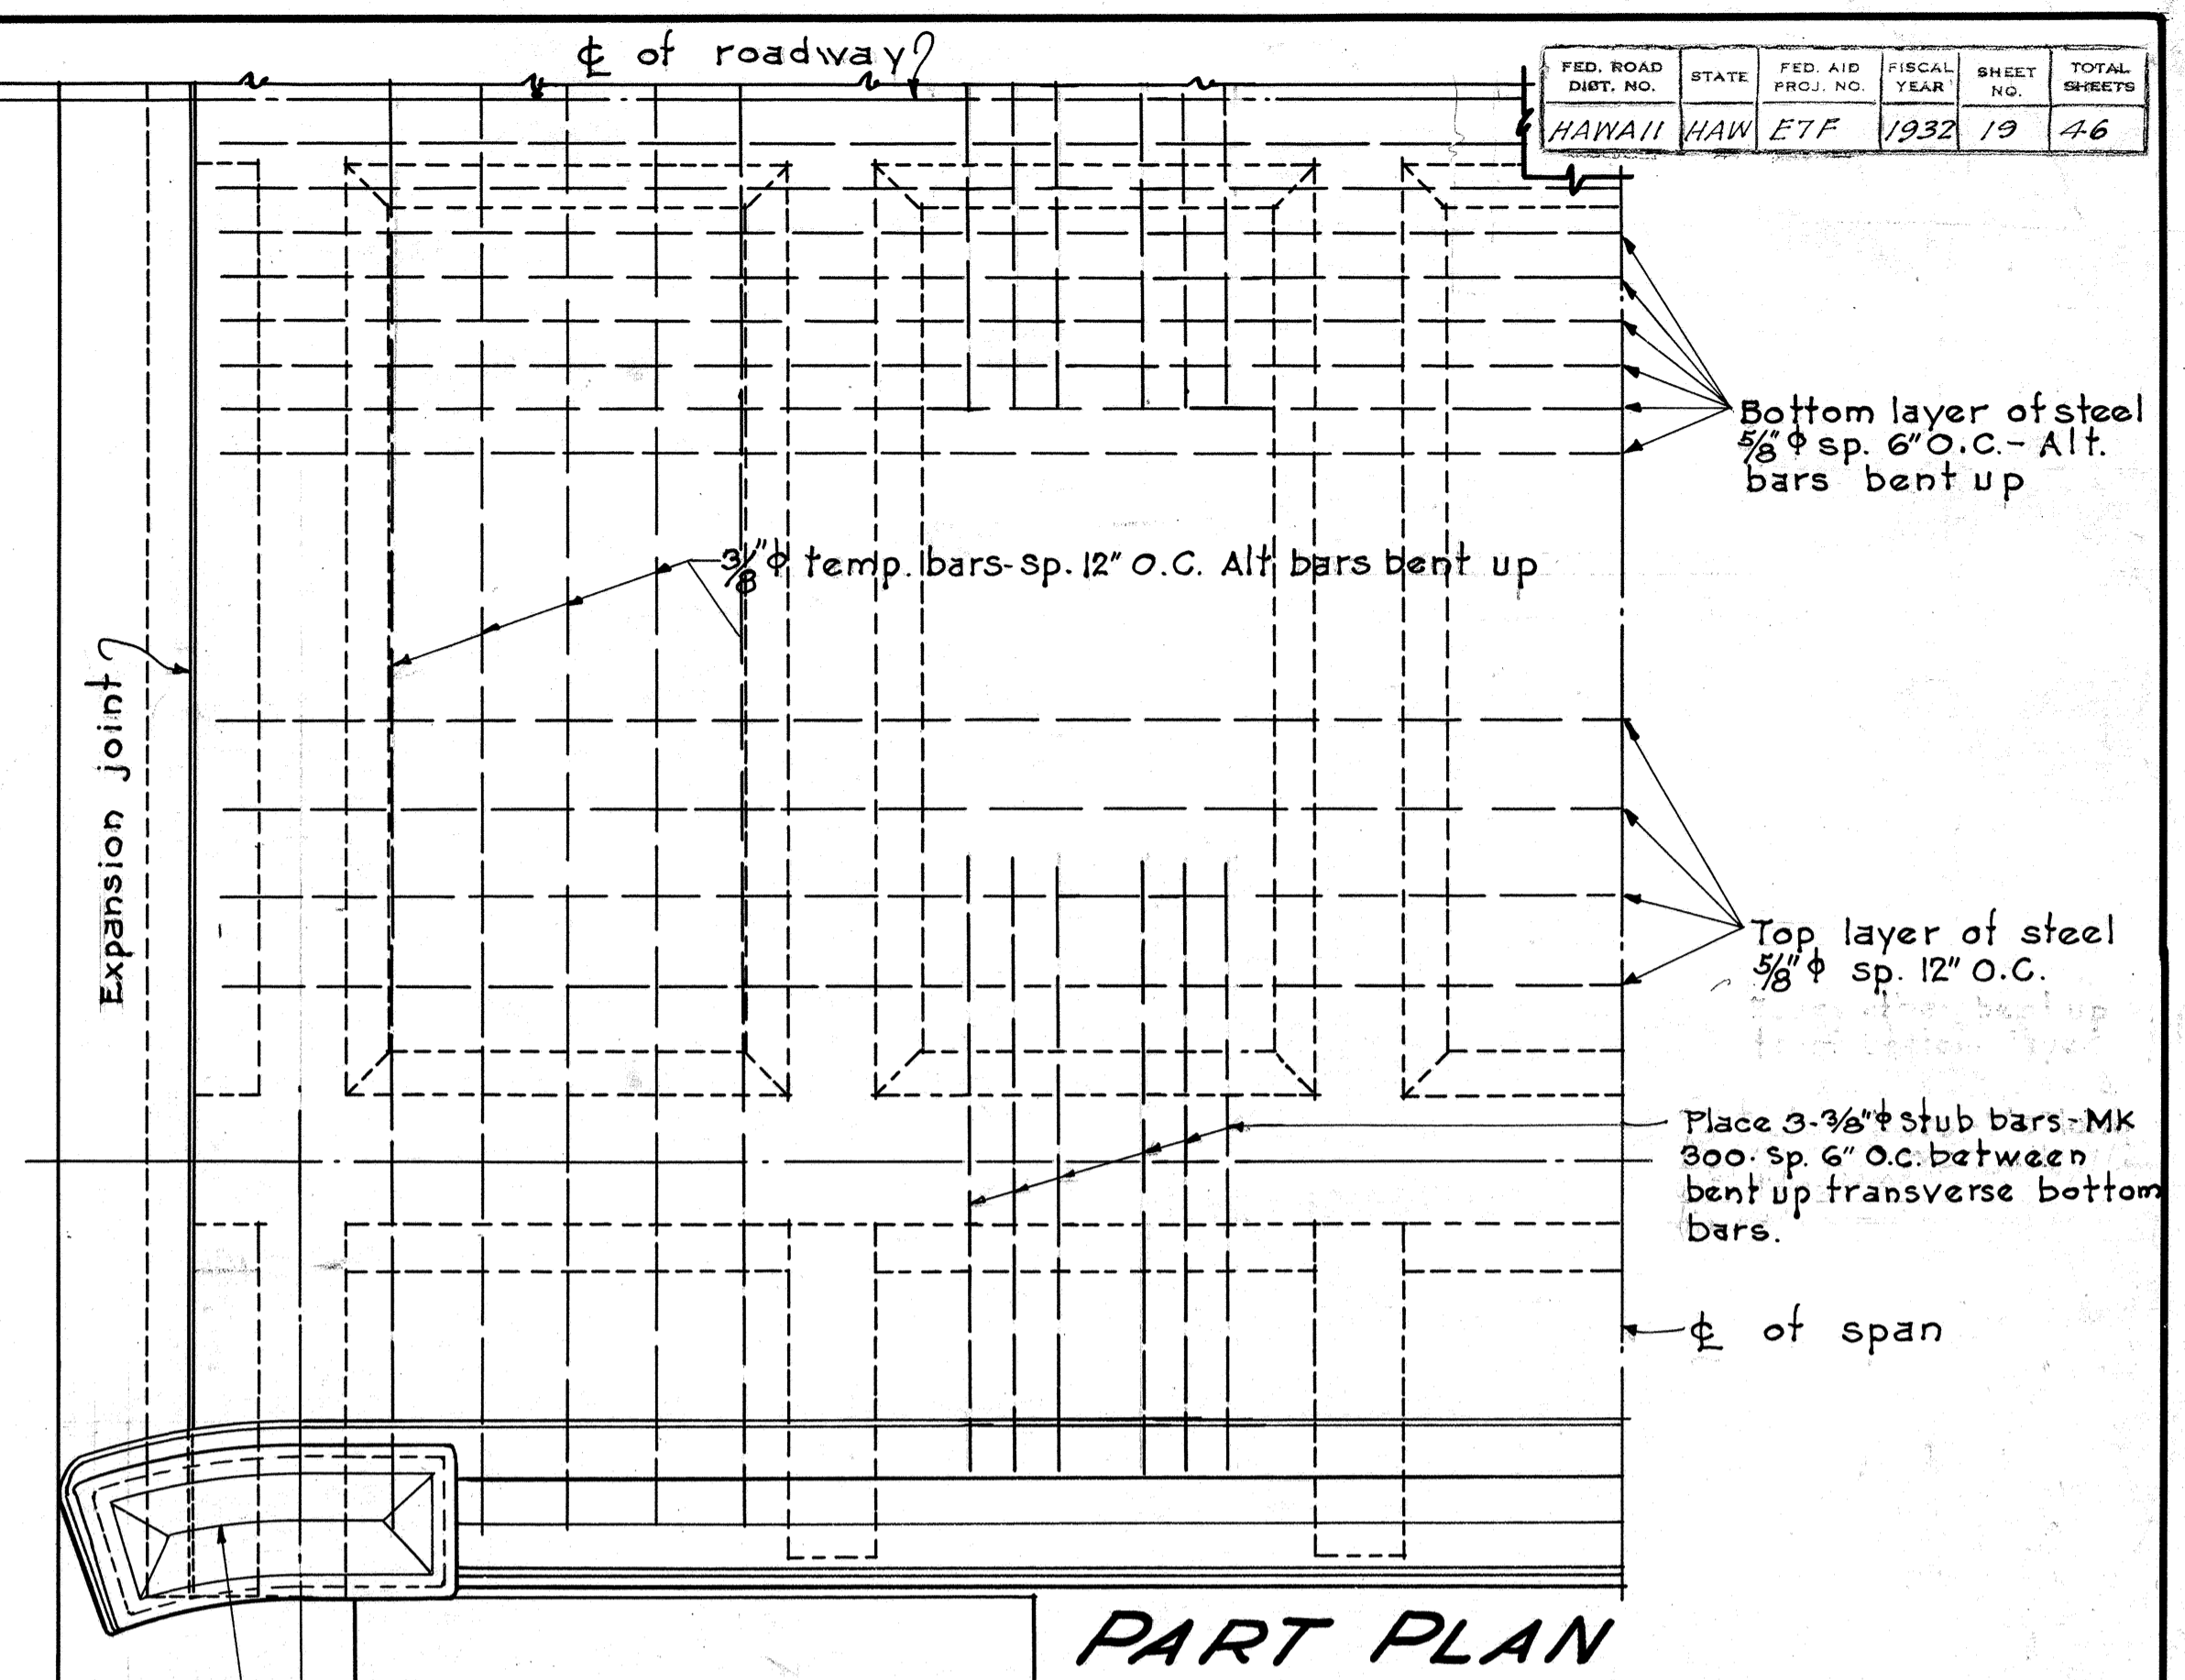 ℄ of roadway
FED. ROAD DIST. NO. STATE FED. AID PROJ. NO. FISCAL YEAR SHEET NO. TOTAL SHEETS
HAWAII HAW E7F 1932 19 46
Bottom layer of steel
5/8"ϕ sp. 6" O.C. - Alt.
bars bent up
3/8"ϕ temp. bars - sp. 12" O.C. Alt bars bent up
Expansion joint
Top layer of steel
5/8"ϕ sp. 12" O.C.
Place 3-3/8"ϕ stub bars - MK
300. Sp. 6" O.C. between
bent up transverse bottom
bars.
℄ of span
PART PLAN